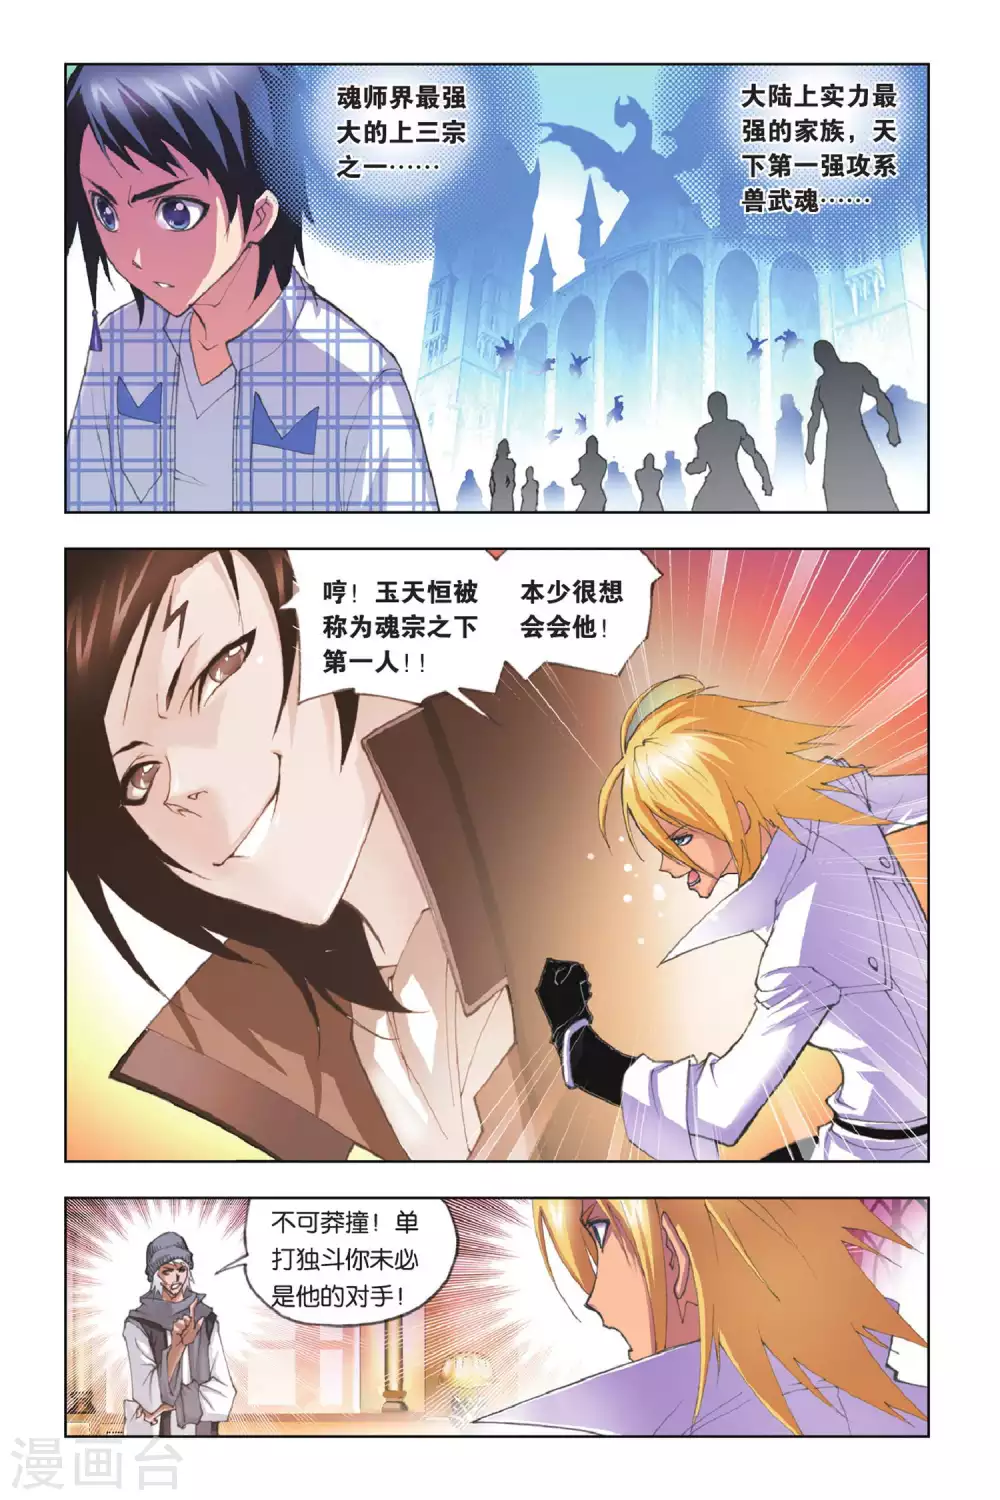 魂师界最强
大的上三宗
之一……
大陆上实力最
强的家族，天
下第一强攻系
兽武魂……
哼！玉天恒被
称为魂宗之下
第一人！！
本少很想
会会他！
不可莽撞！单
打独斗你未必
是他的对手！
漫画台